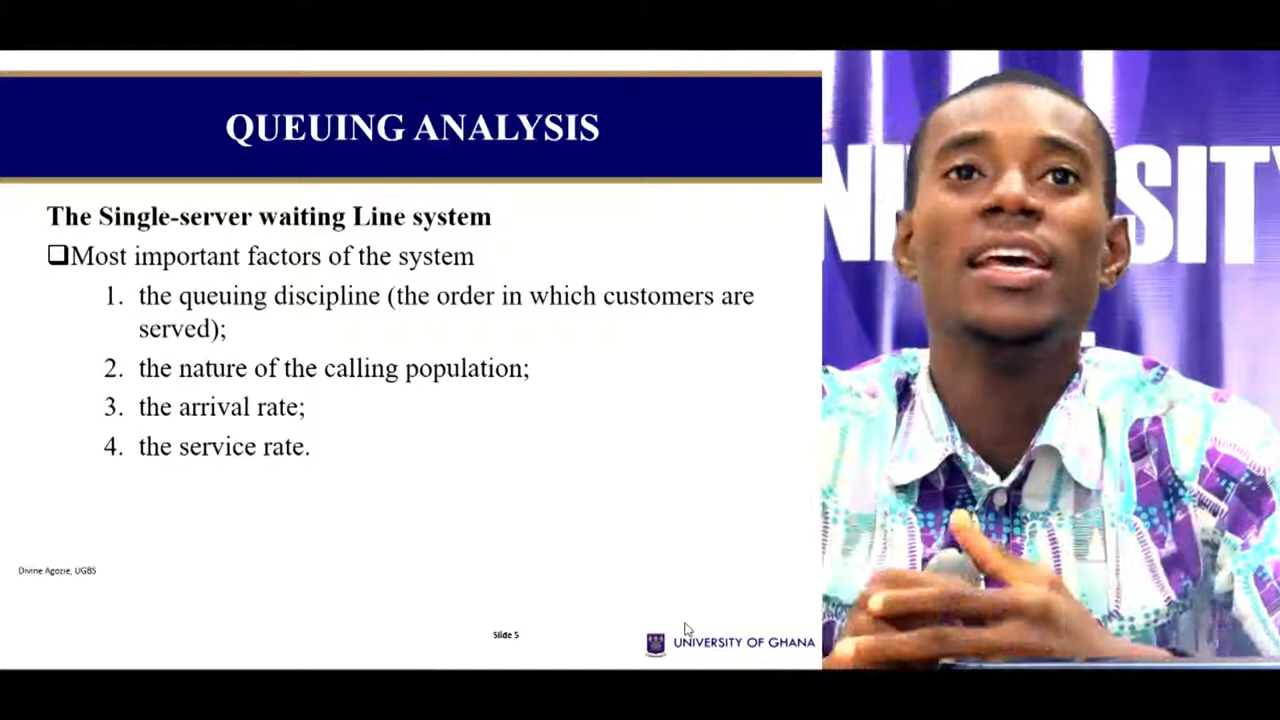 QUEUING ANALYSIS
The Single-server waiting Line system
❑Most important factors of the system
1. the queuing discipline (the order in which customers are
served);
2. the nature of the calling population;
3. the arrival rate;
4. the service rate.
Divine Agozie, UGBS
Slide 5
UNIVERSITY OF GHANA